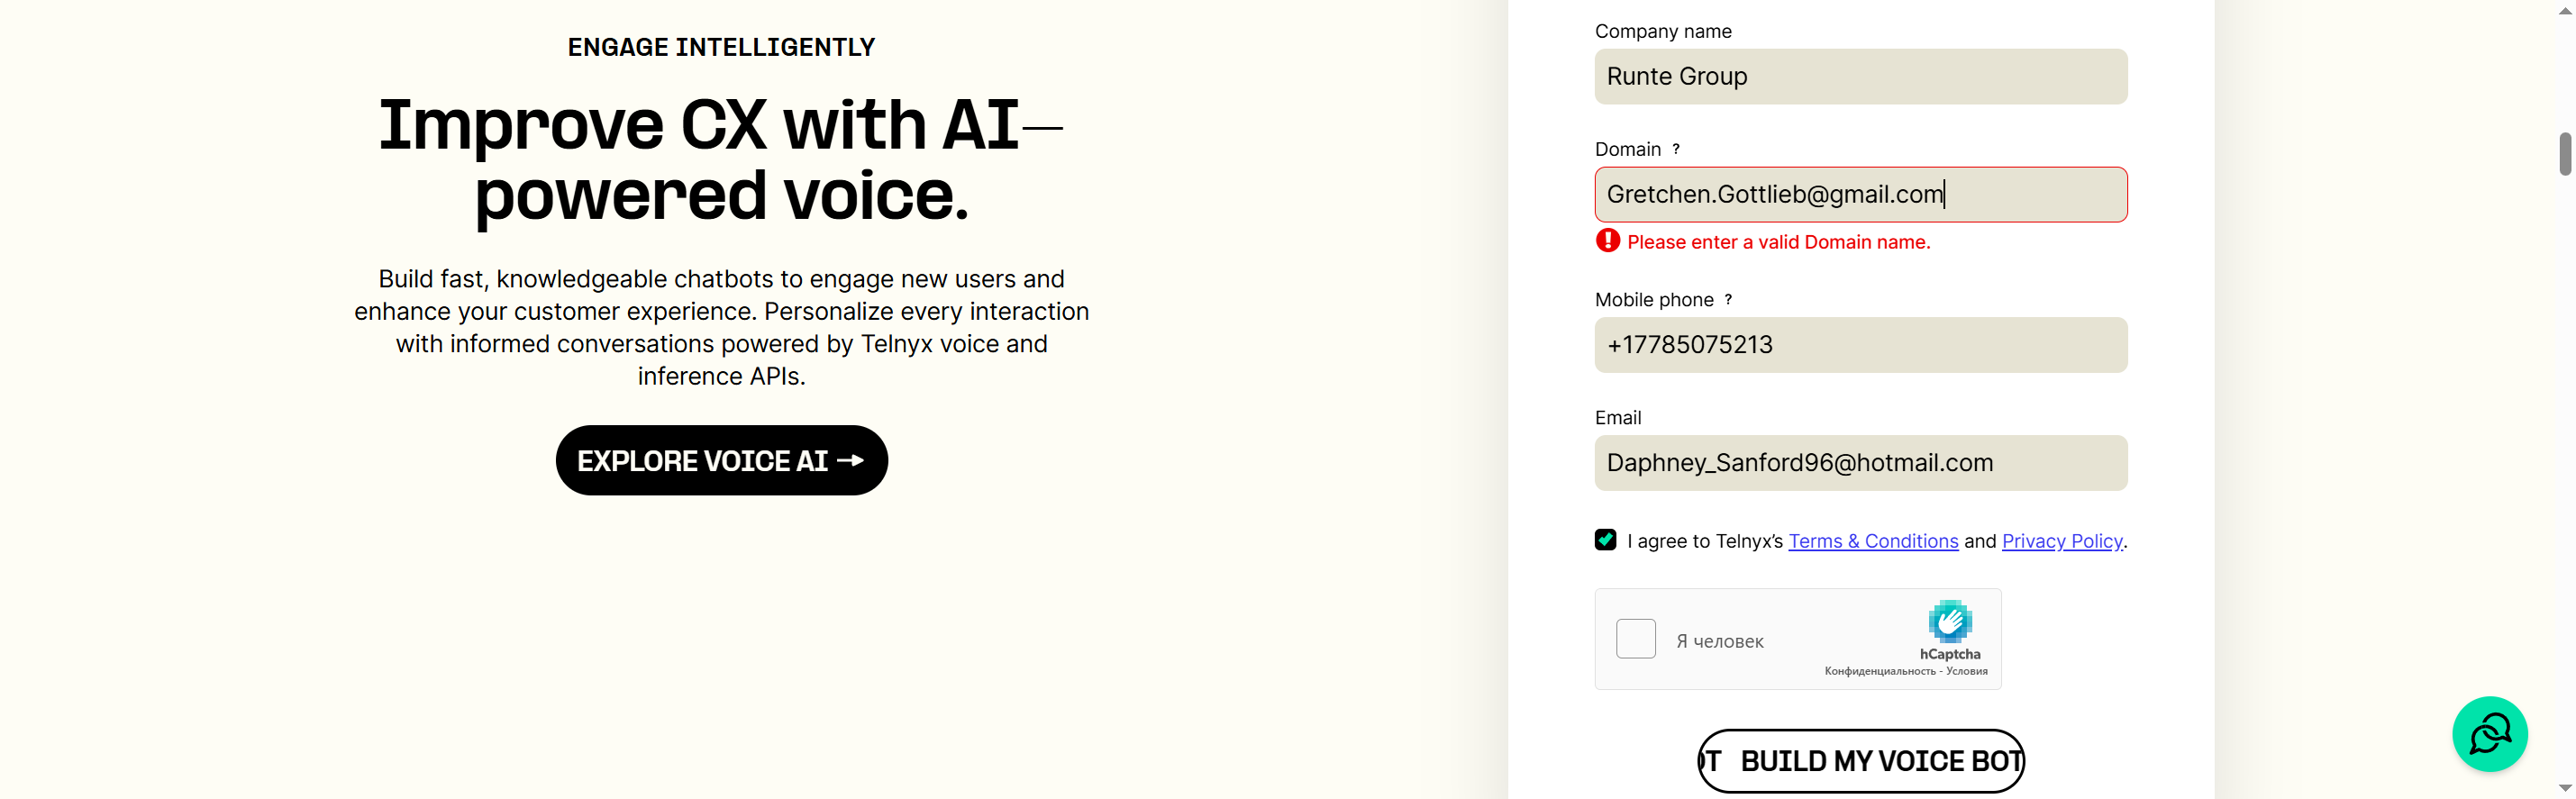 ENGAGE INTELLIGENTLY
Improve CX with AI—
powered voice.
Build fast, knowledgeable chatbots to engage new users and
enhance your customer experience. Personalize every interaction
with informed conversations powered by Telnyx voice and
inference APIs.
EXPLORE VOICE AI
Company name
Runte Group
Domain ?
Gretchen.Gottlieb@gmail.com
Please enter a valid Domain name.
Mobile phone ?
+17785075213
Email
Daphney_Sanford96@hotmail.com
I agree to Telnyx’s Terms & Conditions and Privacy Policy.
Я человек
hCaptcha
Конфиденциальность - Условия
OT BUILD MY VOICE BOT